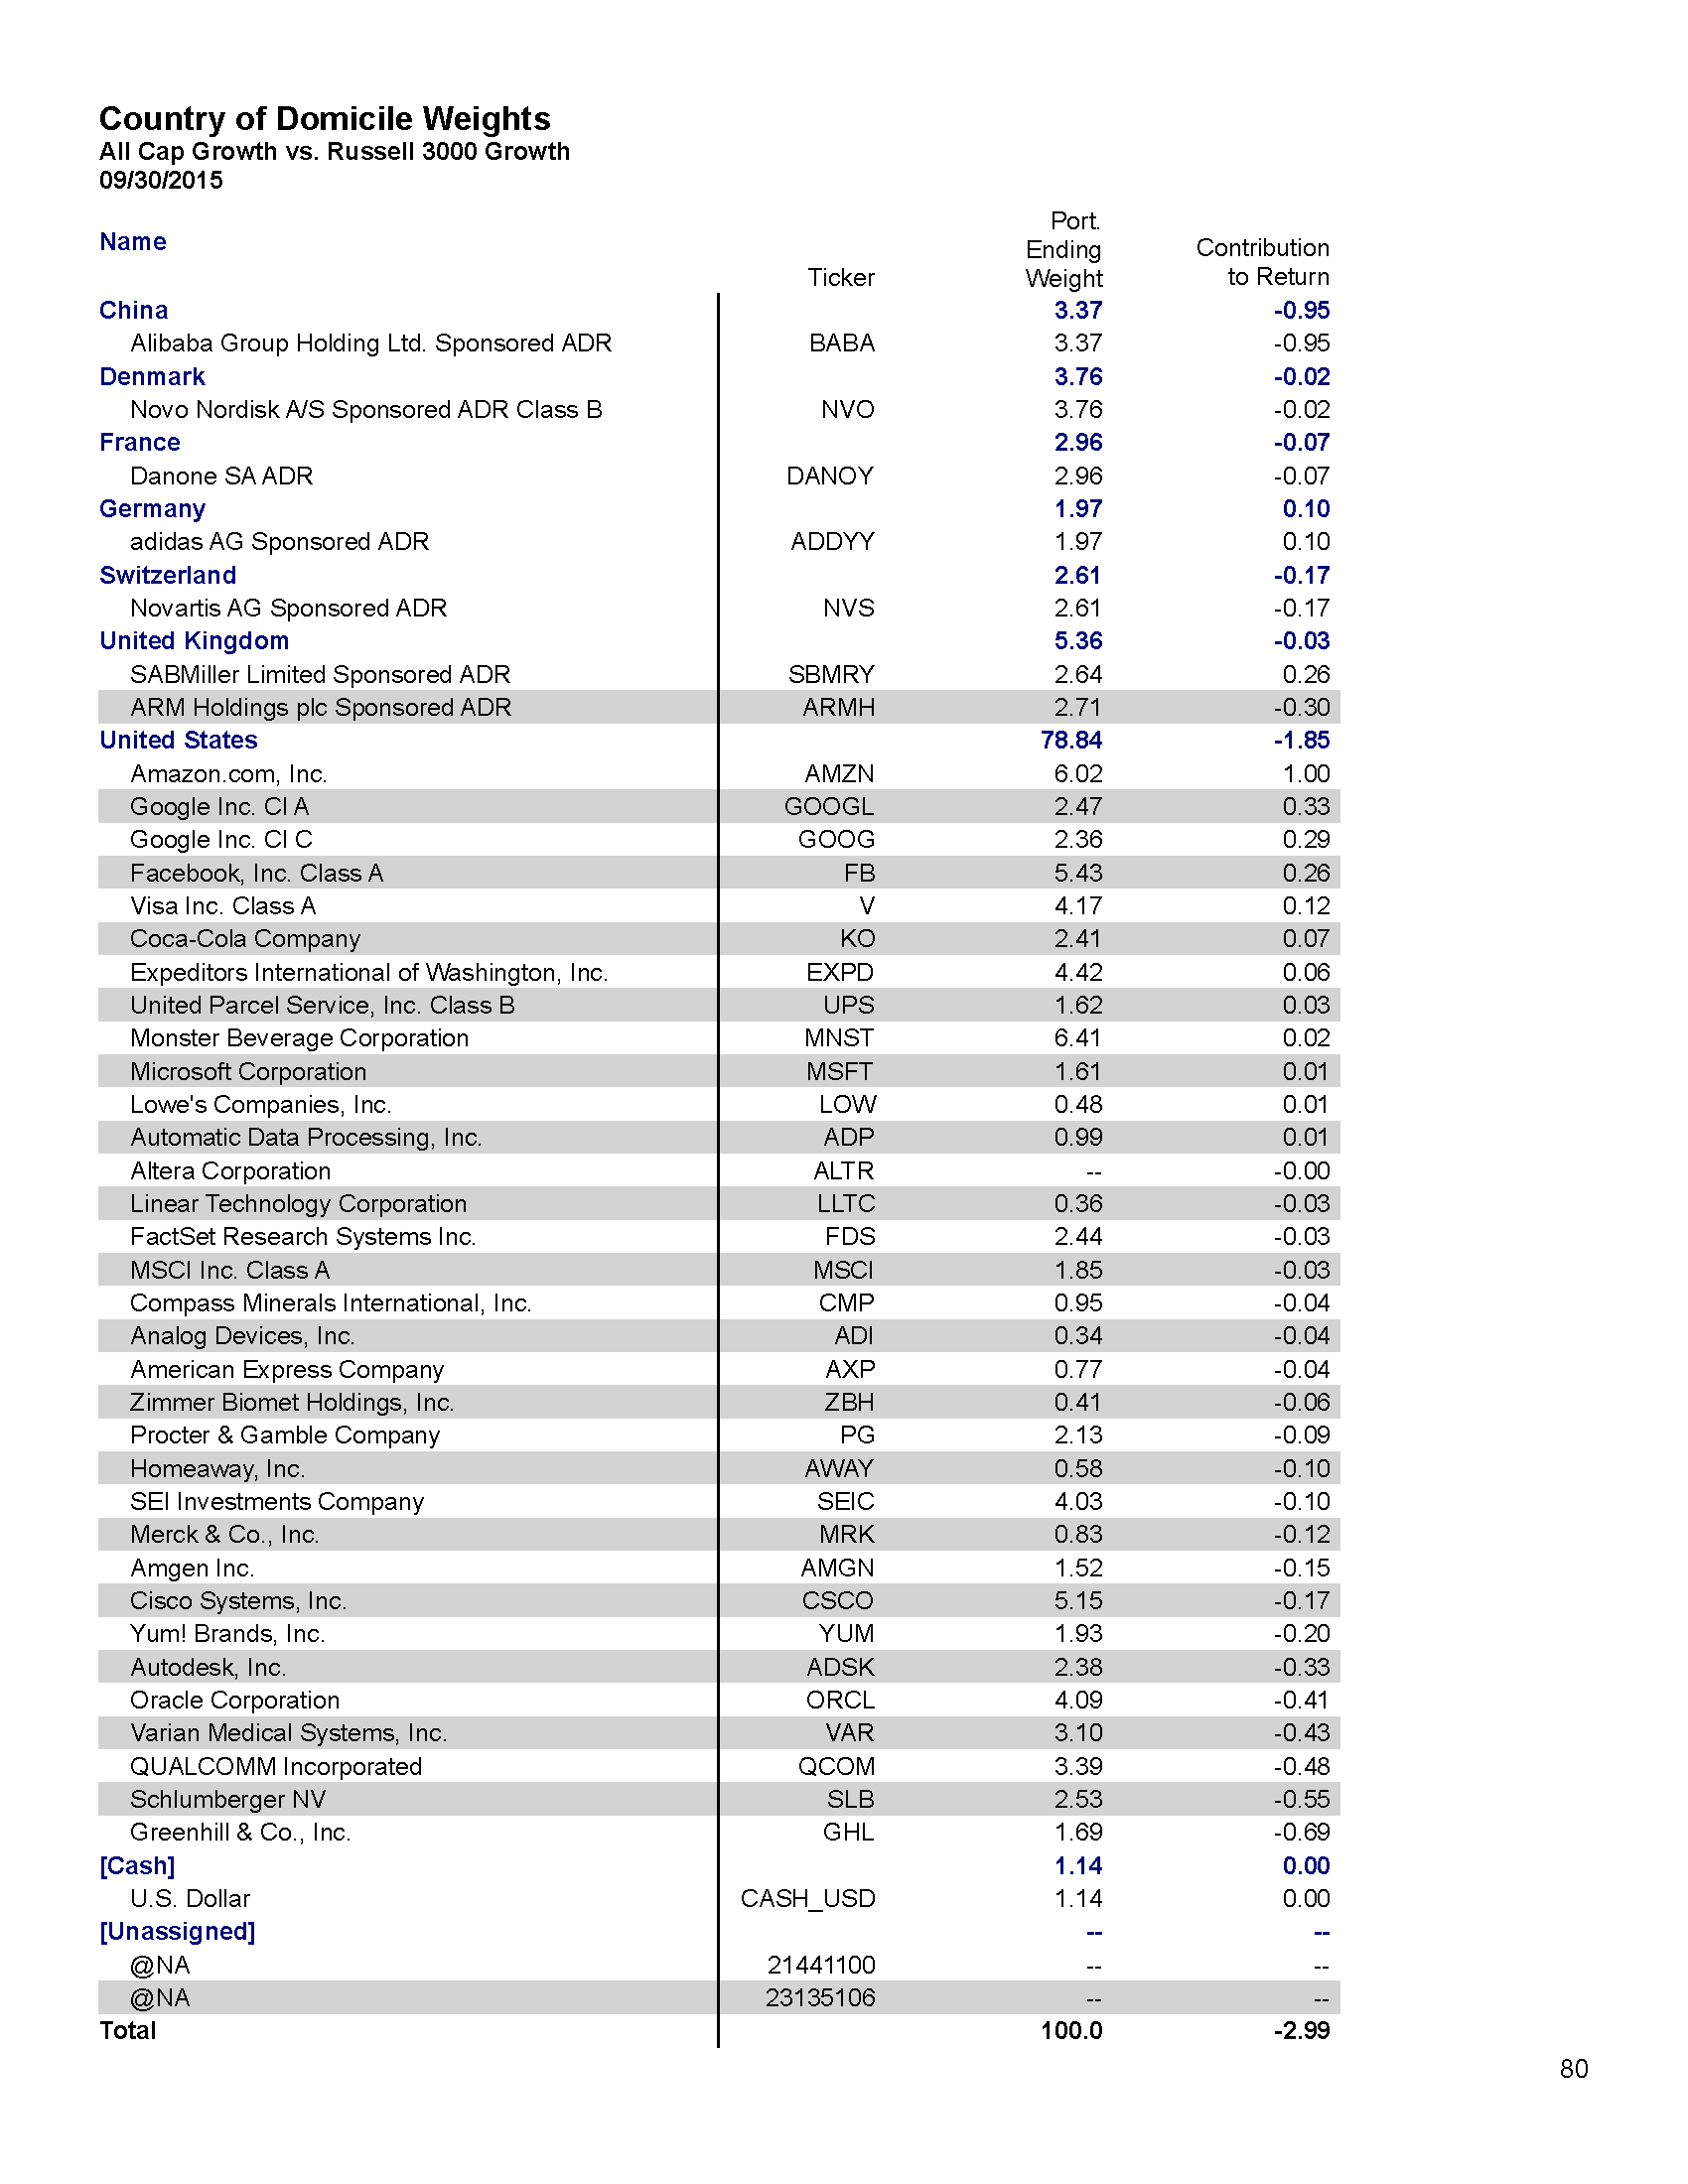 Country of Domicile Weights
All Cap Growth vs. Russell 3000 Growth
09/30/2015
Name Ticker Port. Ending Weight Contribution to Return
China 3.37 -0.95
Alibaba Group Holding Ltd. Sponsored ADR BABA 3.37 -0.95
Denmark 3.76 -0.02
Novo Nordisk A/S Sponsored ADR Class B NVO 3.76 -0.02
France 2.96 -0.07
Danone SA ADR DANOY 2.96 -0.07
Germany 1.97 0.10
adidas AG Sponsored ADR ADDYY 1.97 0.10
Switzerland 2.61 -0.17
Novartis AG Sponsored ADR NVS 2.61 -0.17
United Kingdom 5.36 -0.03
SABMiller Limited Sponsored ADR SBMRY 2.64 0.26
ARM Holdings plc Sponsored ADR ARMH 2.71 -0.30
United States 78.84 -1.85
Amazon.com, Inc. AMZN 6.02 1.00
Google Inc. Cl A GOOGL 2.47 0.33
Google Inc. Cl C GOOG 2.36 0.29
Facebook, Inc. Class A FB 5.43 0.26
Visa Inc. Class A V 4.17 0.12
Coca-Cola Company KO 2.41 0.07
Expeditors International of Washington, Inc. EXPD 4.42 0.06
United Parcel Service, Inc. Class B UPS 1.62 0.03
Monster Beverage Corporation MNST 6.41 0.02
Microsoft Corporation MSFT 1.61 0.01
Lowe's Companies, Inc. LOW 0.48 0.01
Automatic Data Processing, Inc. ADP 0.99 0.01
Altera Corporation ALTR -- -0.00
Linear Technology Corporation LLTC 0.36 -0.03
FactSet Research Systems Inc. FDS 2.44 -0.03
MSCI Inc. Class A MSCI 1.85 -0.03
Compass Minerals International, Inc. CMP 0.95 -0.04
Analog Devices, Inc. ADI 0.34 -0.04
American Express Company AXP 0.77 -0.04
Zimmer Biomet Holdings, Inc. ZBH 0.41 -0.06
Procter & Gamble Company PG 2.13 -0.09
Homeaway, Inc. AWAY 0.58 -0.10
SEI Investments Company SEIC 4.03 -0.10
Merck & Co., Inc. MRK 0.83 -0.12
Amgen Inc. AMGN 1.52 -0.15
Cisco Systems, Inc. CSCO 5.15 -0.17
Yum! Brands, Inc. YUM 1.93 -0.20
Autodesk, Inc. ADSK 2.38 -0.33
Oracle Corporation ORCL 4.09 -0.41
Varian Medical Systems, Inc. VAR 3.10 -0.43
QUALCOMM Incorporated QCOM 3.39 -0.48
Schlumberger NV SLB 2.53 -0.55
Greenhill & Co., Inc. GHL 1.69 -0.69
[Cash] 1.14 0.00
U.S. Dollar CASH_USD 1.14 0.00
[Unassigned] -- --
@NA 21441100 -- --
@NA 23135106 -- --
Total 100.0 -2.99
80